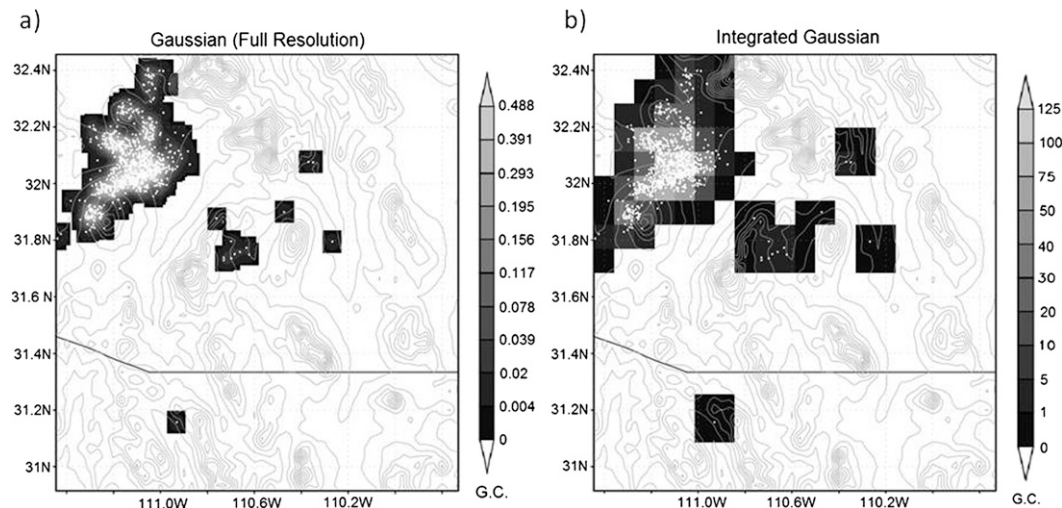 a)
Gaussian (Full Resolution)
32.4N
32.2N
32N
31.8N
31.6 N
31.4N
31.2N
31N
111.0W 110.6W 110.2W
0.488
0.391
0.293
0.195
0.156
0.117
0.078
0.039
0.02
0.004
0
G.C.
b)
Integrated Gaussian
32.4N
32.2N
32N
31.8N
31.6N
31.4N
31.2N
31N
111.0W 110.6W 110.2W
125
100
75
50
40
30
20
10
5
1
0
G.C.